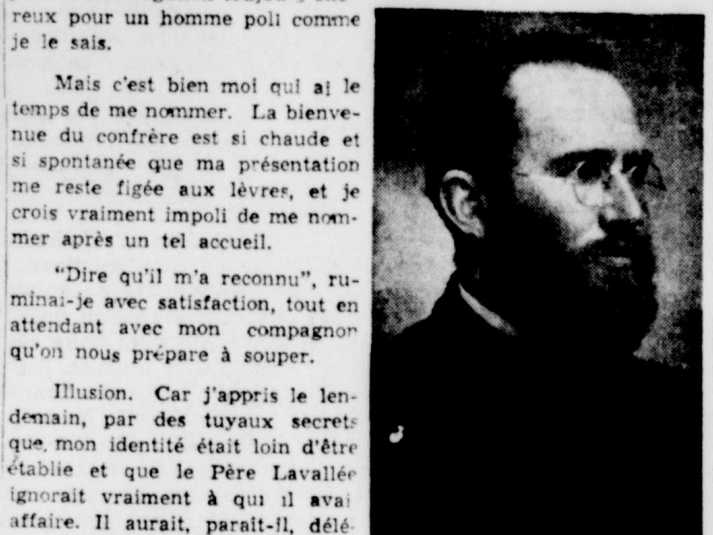 reux pour un homme poli comme
je le sais.
Mais c'est bien moi qui ai le
temps de me nommer. La bienve-
nue du confrère est si chaude et
si spontanée que ma présentation
me reste figée aux lèvres, et je
crois vraiment impoli de me nom-
mer après un tel accueil.
"Dire qu'il m'a reconnu", ru-
minai-je avec satisfaction, tout en
attendant avec mon compagnon
qu'on nous prépare à souper.
Illusion. Car j'appris le len-
demain, par des tuyaux secrets
que mon identité était loin d'être
établie et que le Père Lavallée
ignorait vraiment à qui il avai
affaire. Il aurait, paraît-il, délé-